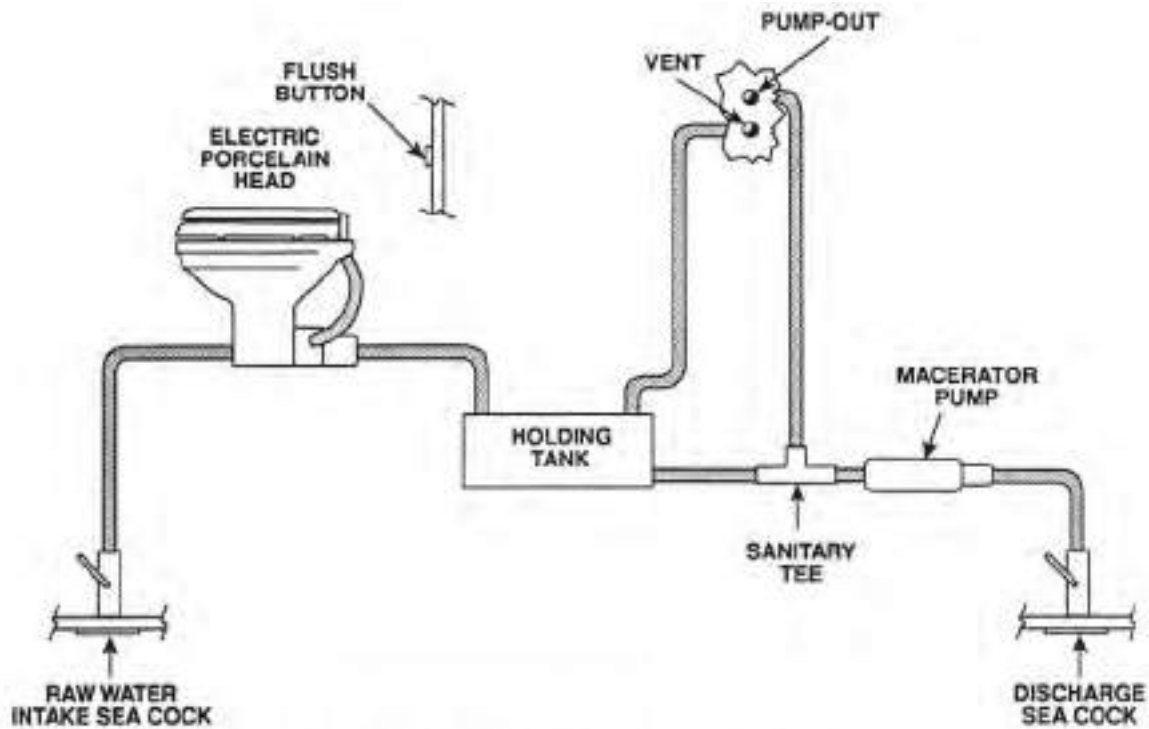 PUMP-OUT
VENT
FLUSH
BUTTON
ELECTRIC
PORCELAIN
HEAD
MACERATOR
PUMP
HOLDING
TANK
SANITARY
TEE
RAW WATER
INTAKE SEA COCK
DISCHARGE
SEA COCK